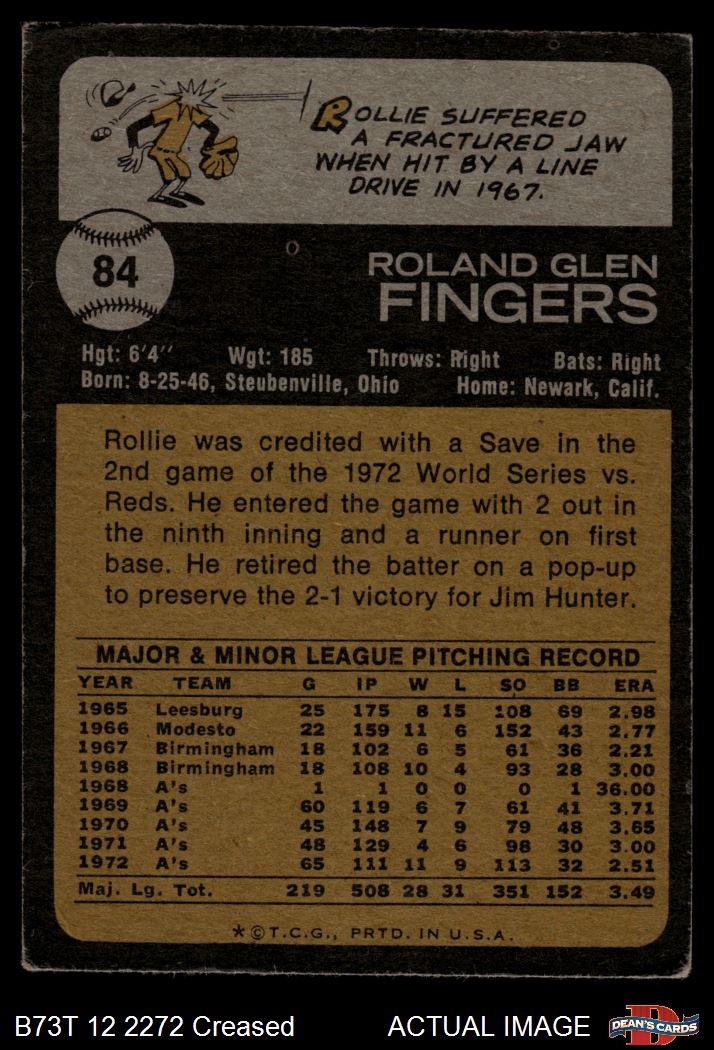 ROLLIE SUFFERED
A FRACTURED JAW
WHEN HIT BY A LINE
DRIVE IN 1967.
84
ROLAND GLEN
FINGERS
Hgt: 6'4" Wgt: 185 Throws: Right Bats: Right
Born: 8-25-46, Steubenville, Ohio Home: Newark, Calif.
Rollie was credited with a Save in the
2nd game of the 1972 World Series vs.
Reds. He entered the game with 2 out in
the ninth inning and a runner on first
base. He retired the batter on a pop-up
to preserve the 2-1 victory for Jim Hunter.
MAJOR & MINOR LEAGUE PITCHING RECORD
YEAR TEAM G IP W L SO BB ERA
1965 Leesburg 25 175 8 15 108 69 2.98
1966 Modesto 22 159 11 6 152 43 2.77
1967 Birmingham 18 102 6 5 61 36 2.21
1968 Birmingham 18 108 10 4 93 28 3.00
1968 A's 1 1 0 0 0 1 36.00
1969 A's 60 119 6 7 61 41 3.71
1970 A's 45 148 7 9 79 48 3.65
1971 A's 48 129 4 6 98 30 3.00
1972 A's 65 111 11 9 113 32 2.51
Maj. Lg. Tot. 219 508 28 31 351 152 3.49
*©T.C.G., PRTD. IN U.S.A.
B73T 12 2272 Creased ACTUAL IMAGE
DEAN'S CARDS